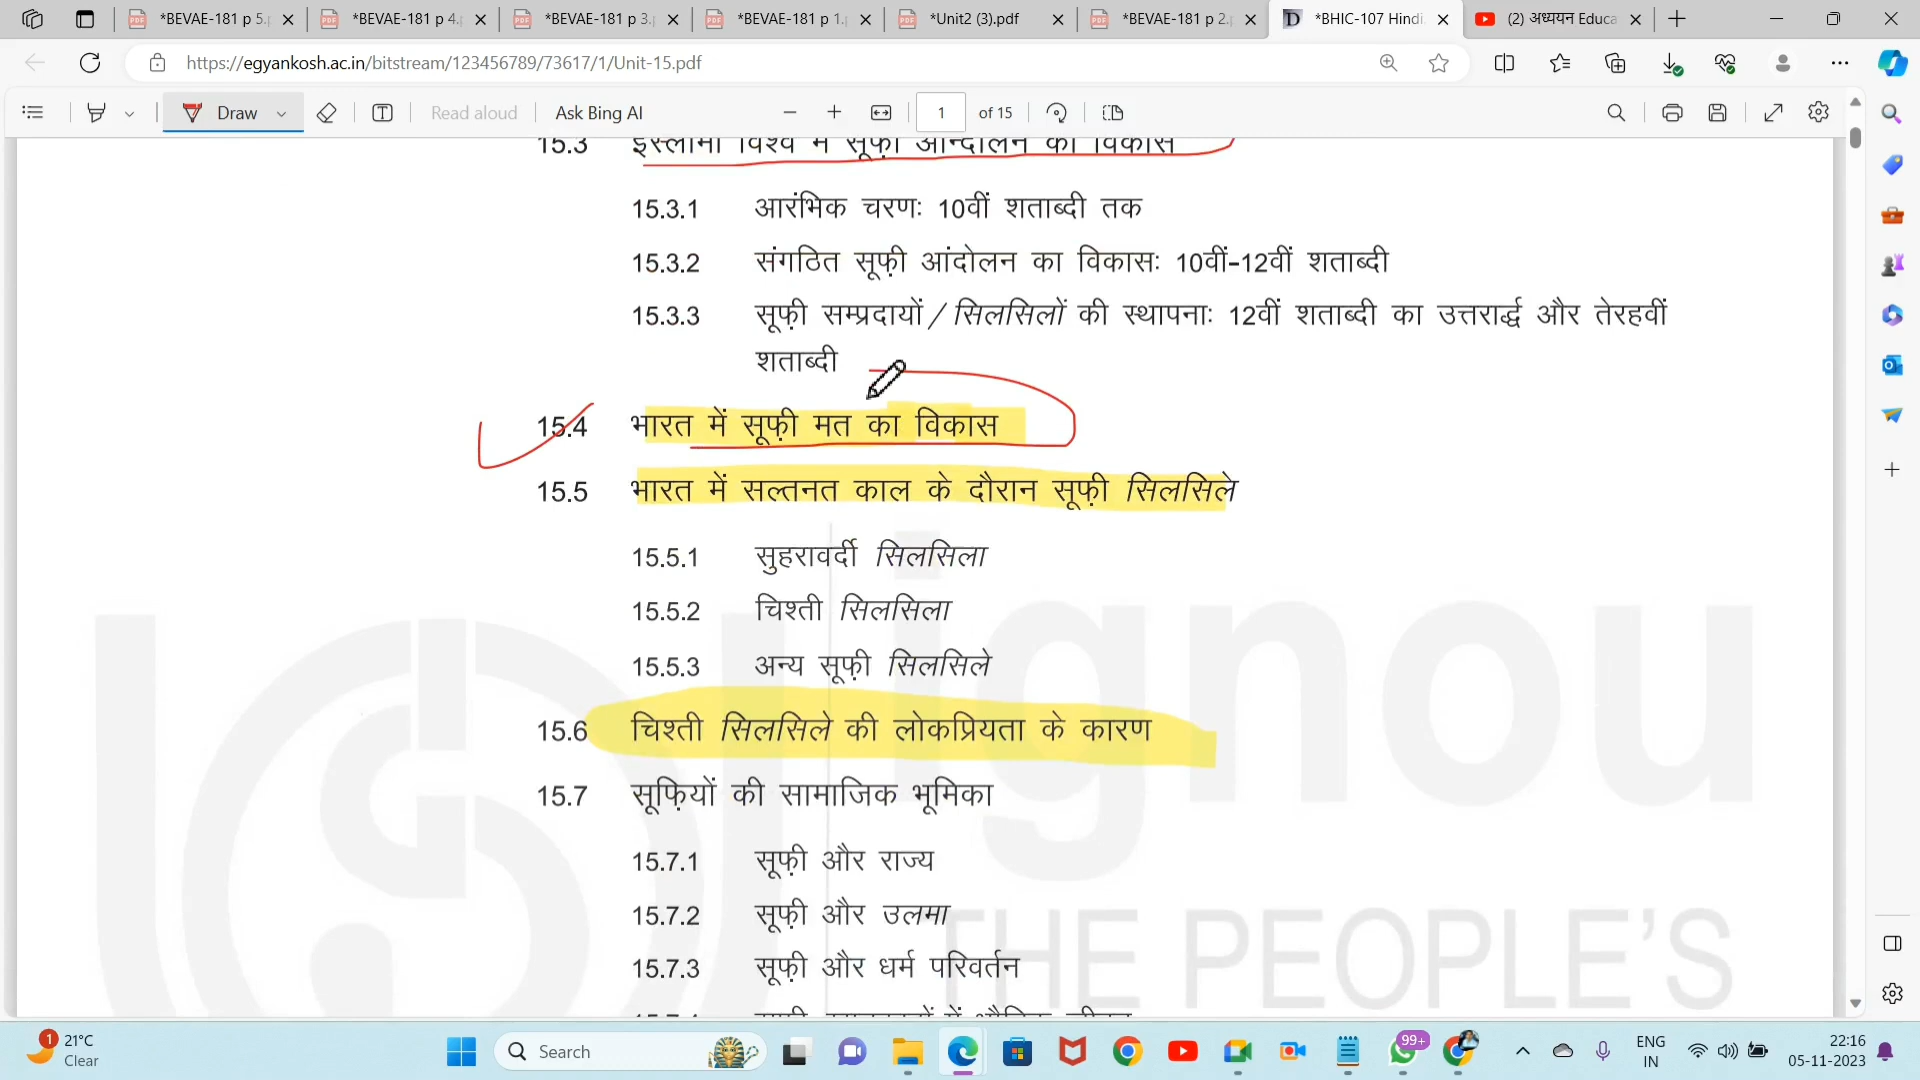 *BEVAE-181 p 5.
*BEVAE-181 p 4.
*BEVAE-181 p 3.
*BEVAE-181 p 1.
*Unit2 (3).pdf
*BEVAE-181 p 2.
*BHIC-107 Hindi
(2) अध्ययन Educa
https://egyankosh.ac.in/bitstream/123456789/73617/1/Unit-15.pdf
Draw
Read aloud
Ask Bing AI
1 of 15
15.3 इस्लामी विश्व में सूफ़ी आन्दोलन का विकास
15.3.1 आरंभिक चरणः 10वीं शताब्दी तक
15.3.2 संगठित सूफ़ी आंदोलन का विकासः 10वीं-12वीं शताब्दी
15.3.3 सूफ़ी सम्प्रदायों/सिलसिलों की स्थापनाः 12वीं शताब्दी का उत्तरार्द्ध और तेरहवीं
शताब्दी
15.4 भारत में सूफ़ी मत का विकास
15.5 भारत में सल्तनत काल के दौरान सूफ़ी सिलसिले
15.5.1 सुहरावर्दी सिलसिला
15.5.2 चिश्ती सिलसिला
15.5.3 अन्य सूफ़ी सिलसिले
15.6 चिश्ती सिलसिले की लोकप्रियता के कारण
15.7 सूफ़ियों की सामाजिक भूमिका
15.7.1 सूफ़ी और राज्य
15.7.2 सूफ़ी और उलमा
15.7.3 सूफ़ी और धर्म परिवर्तन
ignou
THE PEOPLE'S
1
21°C
Clear
Search
99+
ENG
IN
22:16
05-11-2023